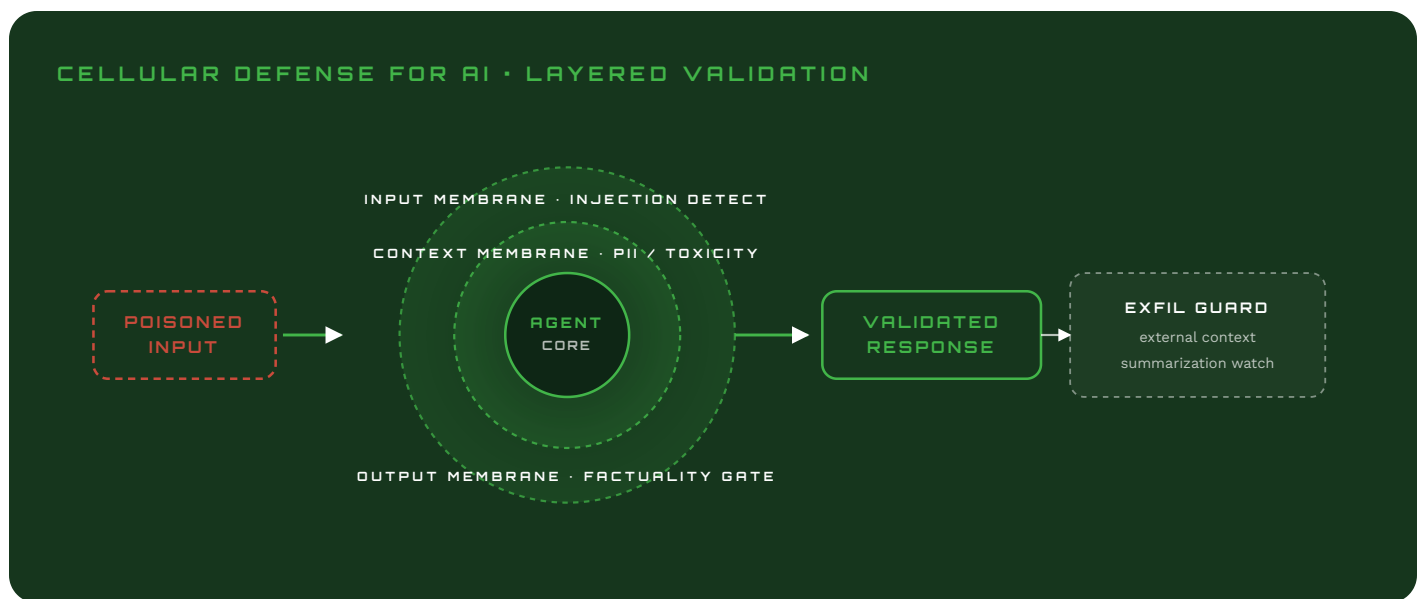 CELLULAR DEFENSE FOR AI · LAYERED VALIDATION
INPUT MEMBRANE · INJECTION DETECT
CONTEXT MEMBRANE · PII / TOXICITY
POISONED
INPUT
AGENT
CORE
VALIDATED
RESPONSE
EXFIL GUARD
external context
summarization watch
OUTPUT MEMBRANE · FACTUALITY GATE